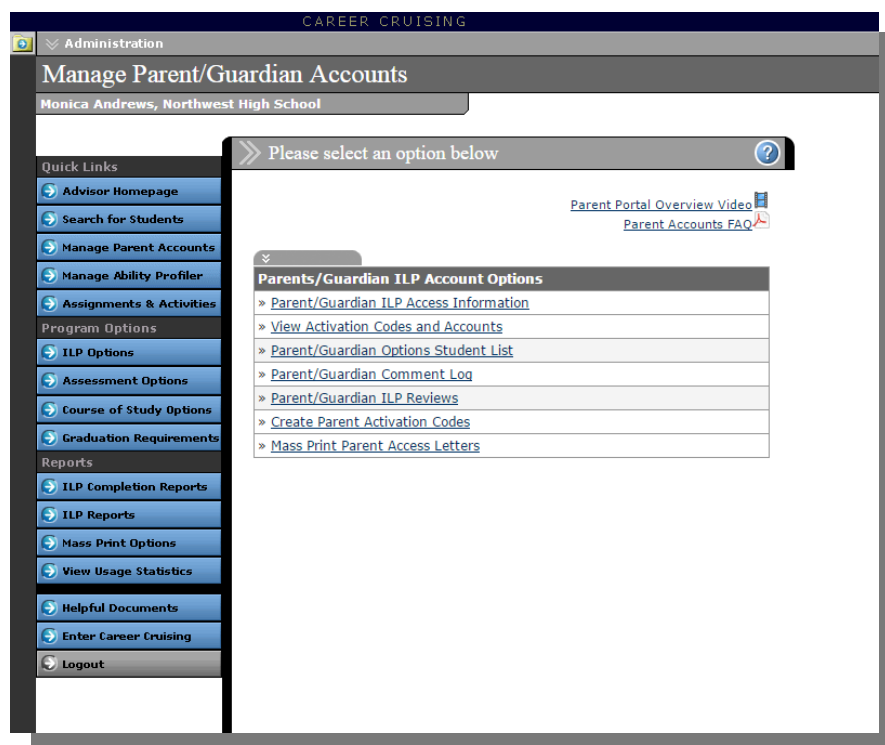 CAREER CRUISING
Administration
Manage Parent/Guardian Accounts
Monica Andrews, Northwest High School
Quick Links
Advisor Homepage
Search for Students
Manage Parent Accounts
Manage Ability Profiler
Assignments & Activities
Program Options
ILP Options
Assessment Options
Course of Study Options
Graduation Requirements
Reports
ILP Completion Reports
ILP Reports
Mass Print Options
View Usage Statistics
Helpful Documents
Enter Career Cruising
Logout
Please select an option below
?
Parent Portal Overview Video
Parent Accounts FAQ
Parents/Guardian ILP Account Options
» Parent/Guardian ILP Access Information
» View Activation Codes and Accounts
» Parent/Guardian Options Student List
» Parent/Guardian Comment Log
» Parent/Guardian ILP Reviews
» Create Parent Activation Codes
» Mass Print Parent Access Letters